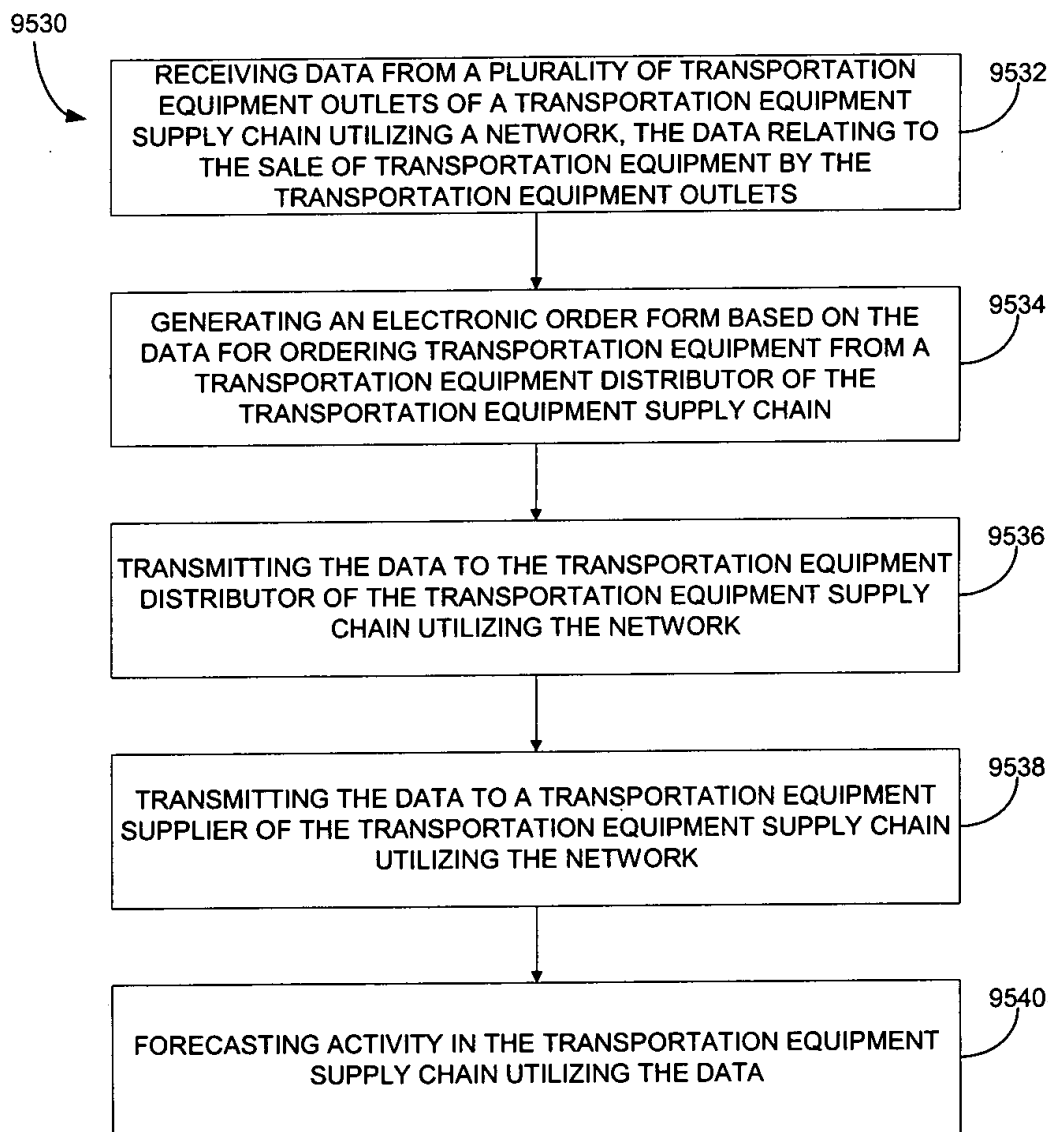 9530
RECEIVING DATA FROM A PLURALITY OF TRANSPORTATION
EQUIPMENT OUTLETS OF A TRANSPORTATION EQUIPMENT
SUPPLY CHAIN UTILIZING A NETWORK, THE DATA RELATING TO
THE SALE OF TRANSPORTATION EQUIPMENT BY THE
TRANSPORTATION EQUIPMENT OUTLETS
9532
GENERATING AN ELECTRONIC ORDER FORM BASED ON THE
DATA FOR ORDERING TRANSPORTATION EQUIPMENT FROM A
TRANSPORTATION EQUIPMENT DISTRIBUTOR OF THE
TRANSPORTATION EQUIPMENT SUPPLY CHAIN
9534
TRANSMITTING THE DATA TO THE TRANSPORTATION EQUIPMENT
DISTRIBUTOR OF THE TRANSPORTATION EQUIPMENT SUPPLY
CHAIN UTILIZING THE NETWORK
9536
TRANSMITTING THE DATA TO A TRANSPORTATION EQUIPMENT
SUPPLIER OF THE TRANSPORTATION EQUIPMENT SUPPLY CHAIN
UTILIZING THE NETWORK
9538
FORECASTING ACTIVITY IN THE TRANSPORTATION EQUIPMENT
SUPPLY CHAIN UTILIZING THE DATA
9540